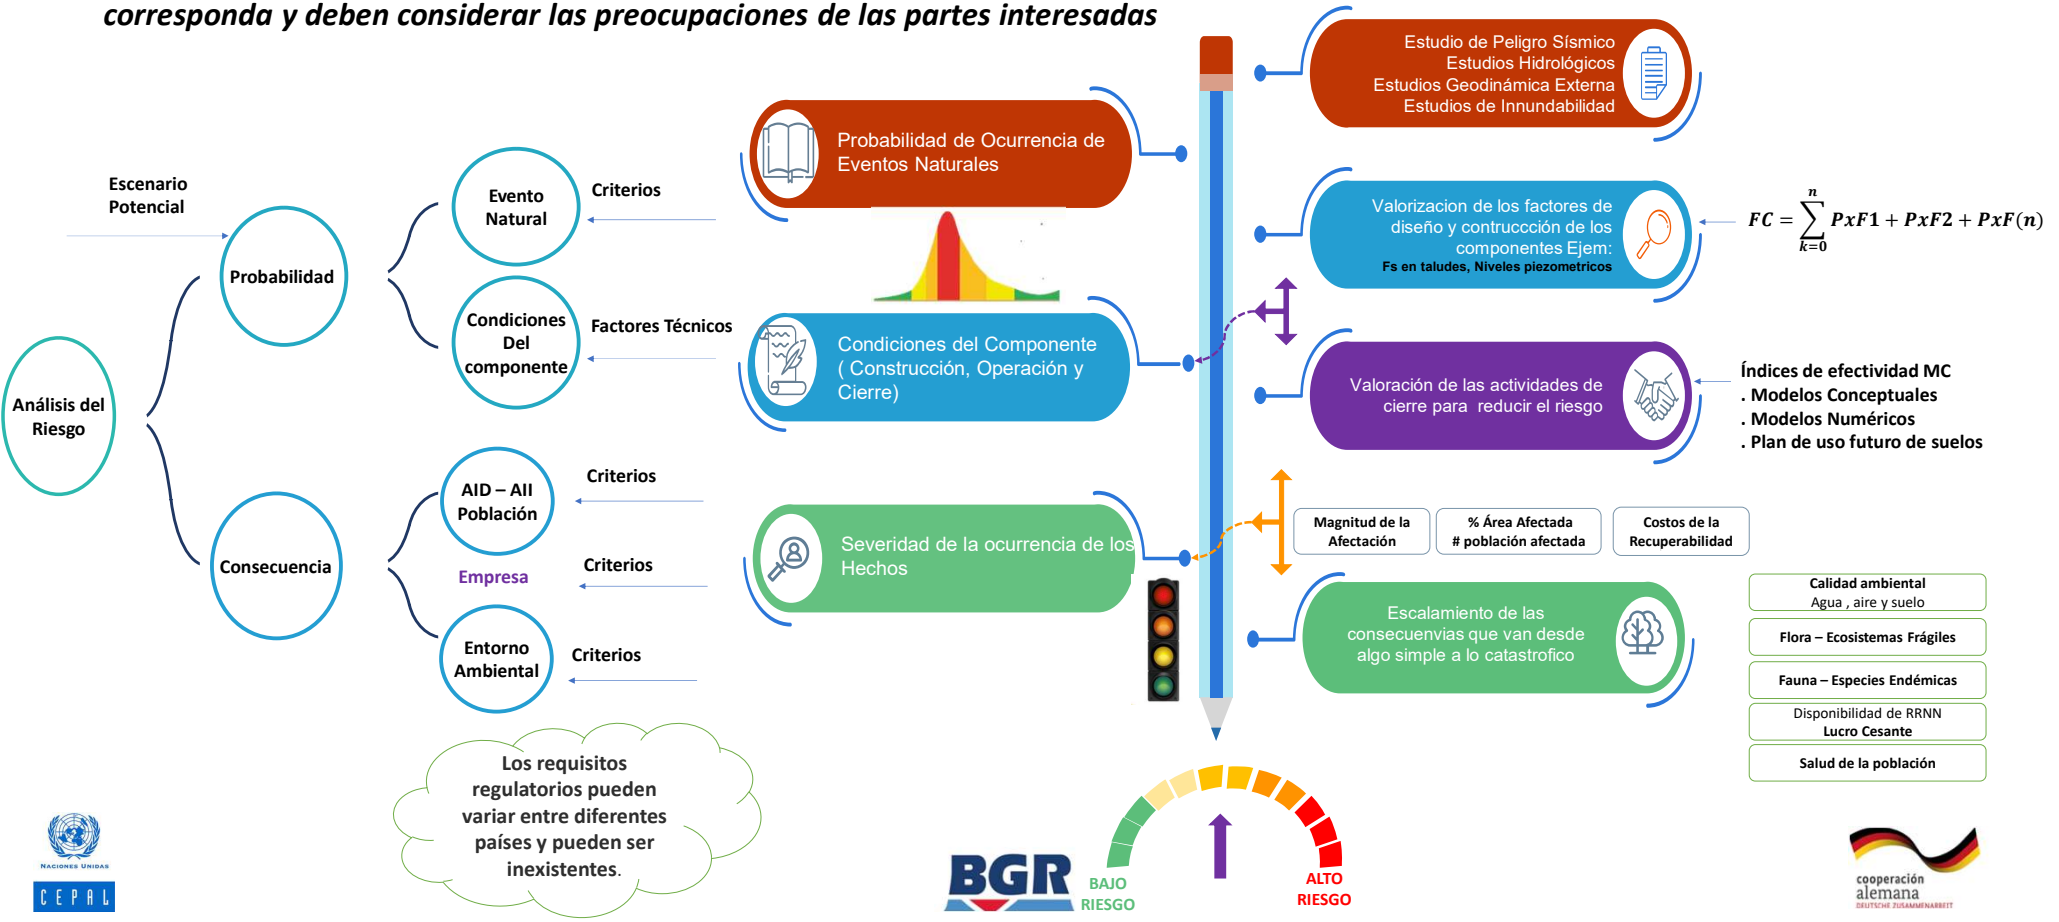 corresponda y deben considerar las preocupaciones de las partes interesadas
Escenario
Potencial
Probabilidad
Análisis del
Riesgo
Consecuencia
Evento
Natural
Criterios
Condiciones
Del
componente
Factores Técnicos
AID – AII
Población
Criterios
Empresa
Criterios
Entorno
Ambiental
Criterios
Probabilidad de Ocurrencia de
Eventos Naturales
Condiciones del Componente
( Construcción, Operación y
Cierre)
Severidad de la ocurrencia de los
Hechos
Estudio de Peligro Sísmico
Estudios Hidrológicos
Estudios Geodinámica Externa
Estudios de Innundabilidad
Valorizacion de los factores de
diseño y contruccción de los
componentes Ejem:
Fs en taludes, Niveles piezometricos
FC = ∑ⁿₖ₌₀ PxF1 + PxF2 + PxF(n)
Valoración de las actividades de
cierre para reducir el riesgo
Índices de efectividad MC
. Modelos Conceptuales
. Modelos Numéricos
. Plan de uso futuro de suelos
Magnitud de la
Afectación
% Área Afectada
# población afectada
Costos de la
Recuperabilidad
Escalamiento de las
consecuenvias que van desde
algo simple a lo catastrofico
Calidad ambiental
Agua , aire y suelo
Flora – Ecosistemas Frágiles
Fauna – Especies Endémicas
Disponibilidad de RRNN
Lucro Cesante
Salud de la población
Los requisitos
regulatorios pueden
variar entre diferentes
países y pueden ser
inexistentes.
NACIONES UNIDAS
CEPAL
BGR
BAJO
RIESGO
ALTO
RIESGO
cooperación
alemana
DEUTSCHE ZUSAMMENARBEIT